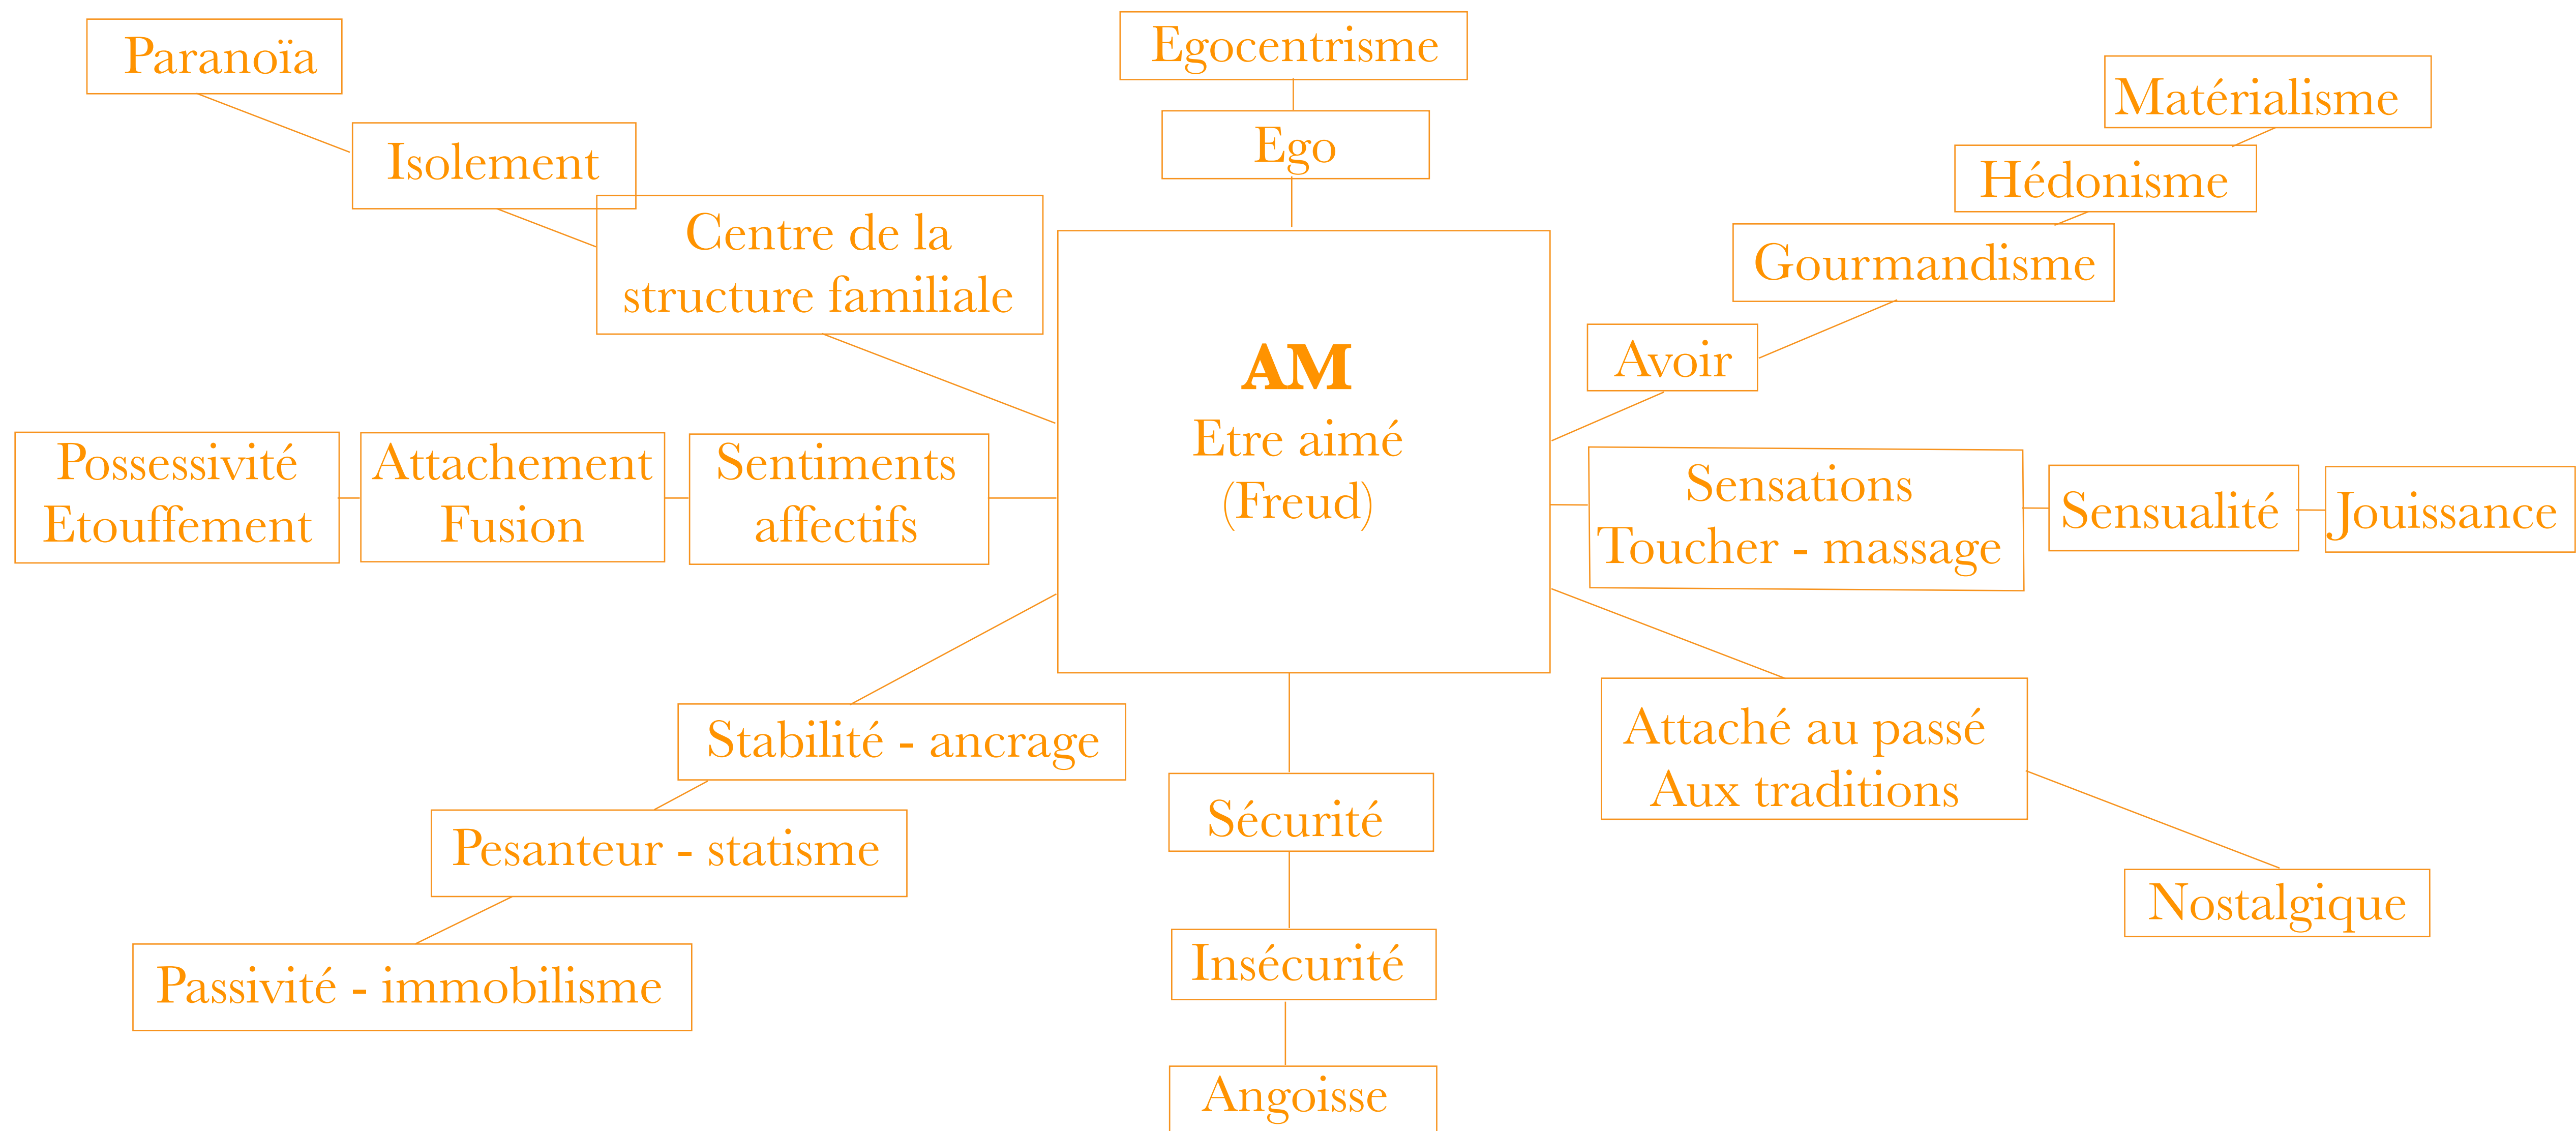 Paranoïa
Isolement
Centre de la
structure familiale
Egocentrisme
Ego
Matérialisme
Hédonisme
Gourmandisme
Avoir
AM
Etre aimé
(Freud)
Possessivité
Etouffement
Attachement
Fusion
Sentiments
affectifs
Sensations
Toucher - massage
Sensualité
Jouissance
Stabilité - ancrage
Pesanteur - statisme
Passivité - immobilisme
Sécurité
Insécurité
Angoisse
Attaché au passé
Aux traditions
Nostalgique